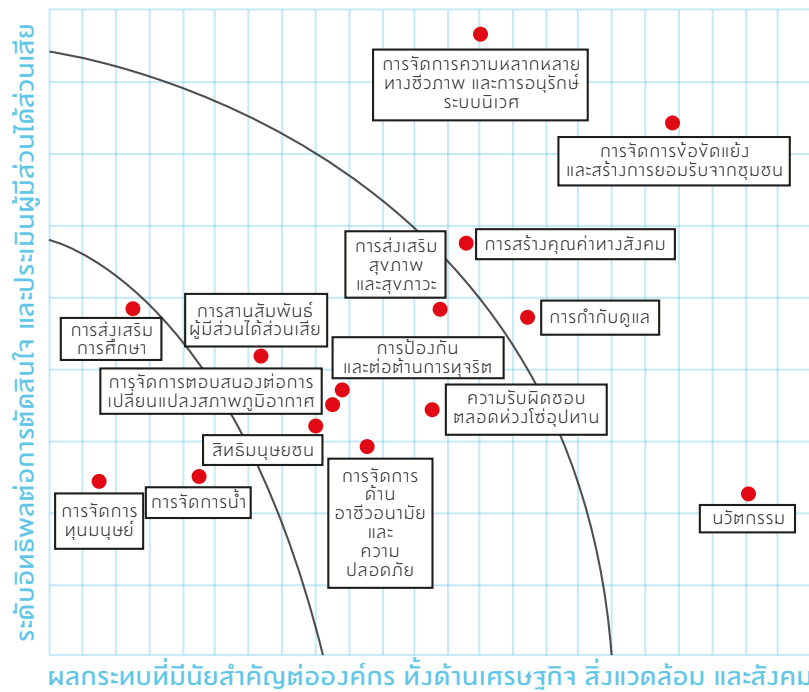 ระดับอิทธิพลต่อการตัดสินใจ และประเมินผู้มีส่วนได้ส่วนเสีย
การจัดการความหลากหลาย
ทางชีวภาพ และการอนุรักษ์
ระบบนิเวศ
การจัดการข้อขัดแย้ง
และสร้างการยอมรับจากชุมชน
การส่งเสริม
สุขภาพ
และสุขภาวะ
การสร้างคุณค่าทางสังคม
การส่งเสริม
การศึกษา
การสานสัมพันธ์
ผู้มีส่วนได้ส่วนเสีย
การกำกับดูแล
การป้องกัน
และต่อต้านการทุจริต
การจัดการตอบสนองต่อการ
เปลี่ยนแปลงสภาพภูมิอากาศ
ความรับผิดชอบ
ตลอดห่วงโซ่อุปทาน
สิทธิมนุษยชน
การจัดการ
ด้าน
อาชีวอนามัย
และ
ความ
ปลอดภัย
การจัดการ
ทุนมนุษย์
การจัดการน้ำ
นวัตกรรม
ผลกระทบที่มีนัยสำคัญต่อองค์กร ทั้งด้านเศรษฐกิจ สิ่งแวดล้อม และสังคม